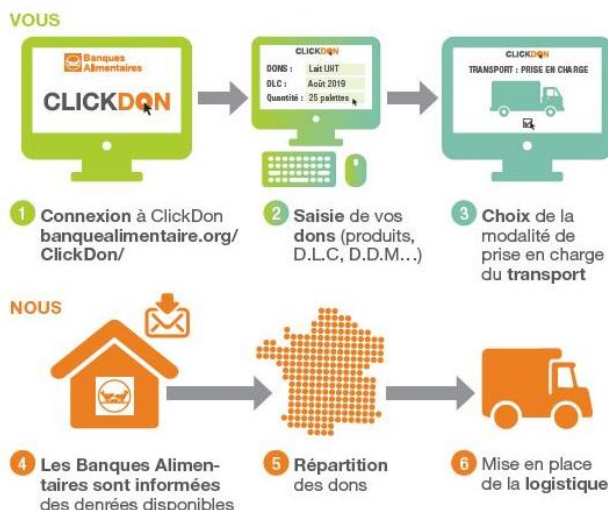 VOUS
Banques
Alimentaires
CLICKDON
CLICKDON
DONS : Lait UHT
DLC : Août 2019
Quantité : 25 palettes
CLICKDON
TRANSPORT : PRISE EN CHARGE
1 Connexion à ClickDon
banquealimentaire.org/
ClickDon/
2 Saisie de vos
dons (produits,
D.L.C, D.D.M...)
3 Choix de la
modalité de
prise en charge
du transport
NOUS
4 Les Banques Alimen-
taires sont informées
des denrées disponibles
5 Répartition
des dons
6 Mise en place
de la logistique